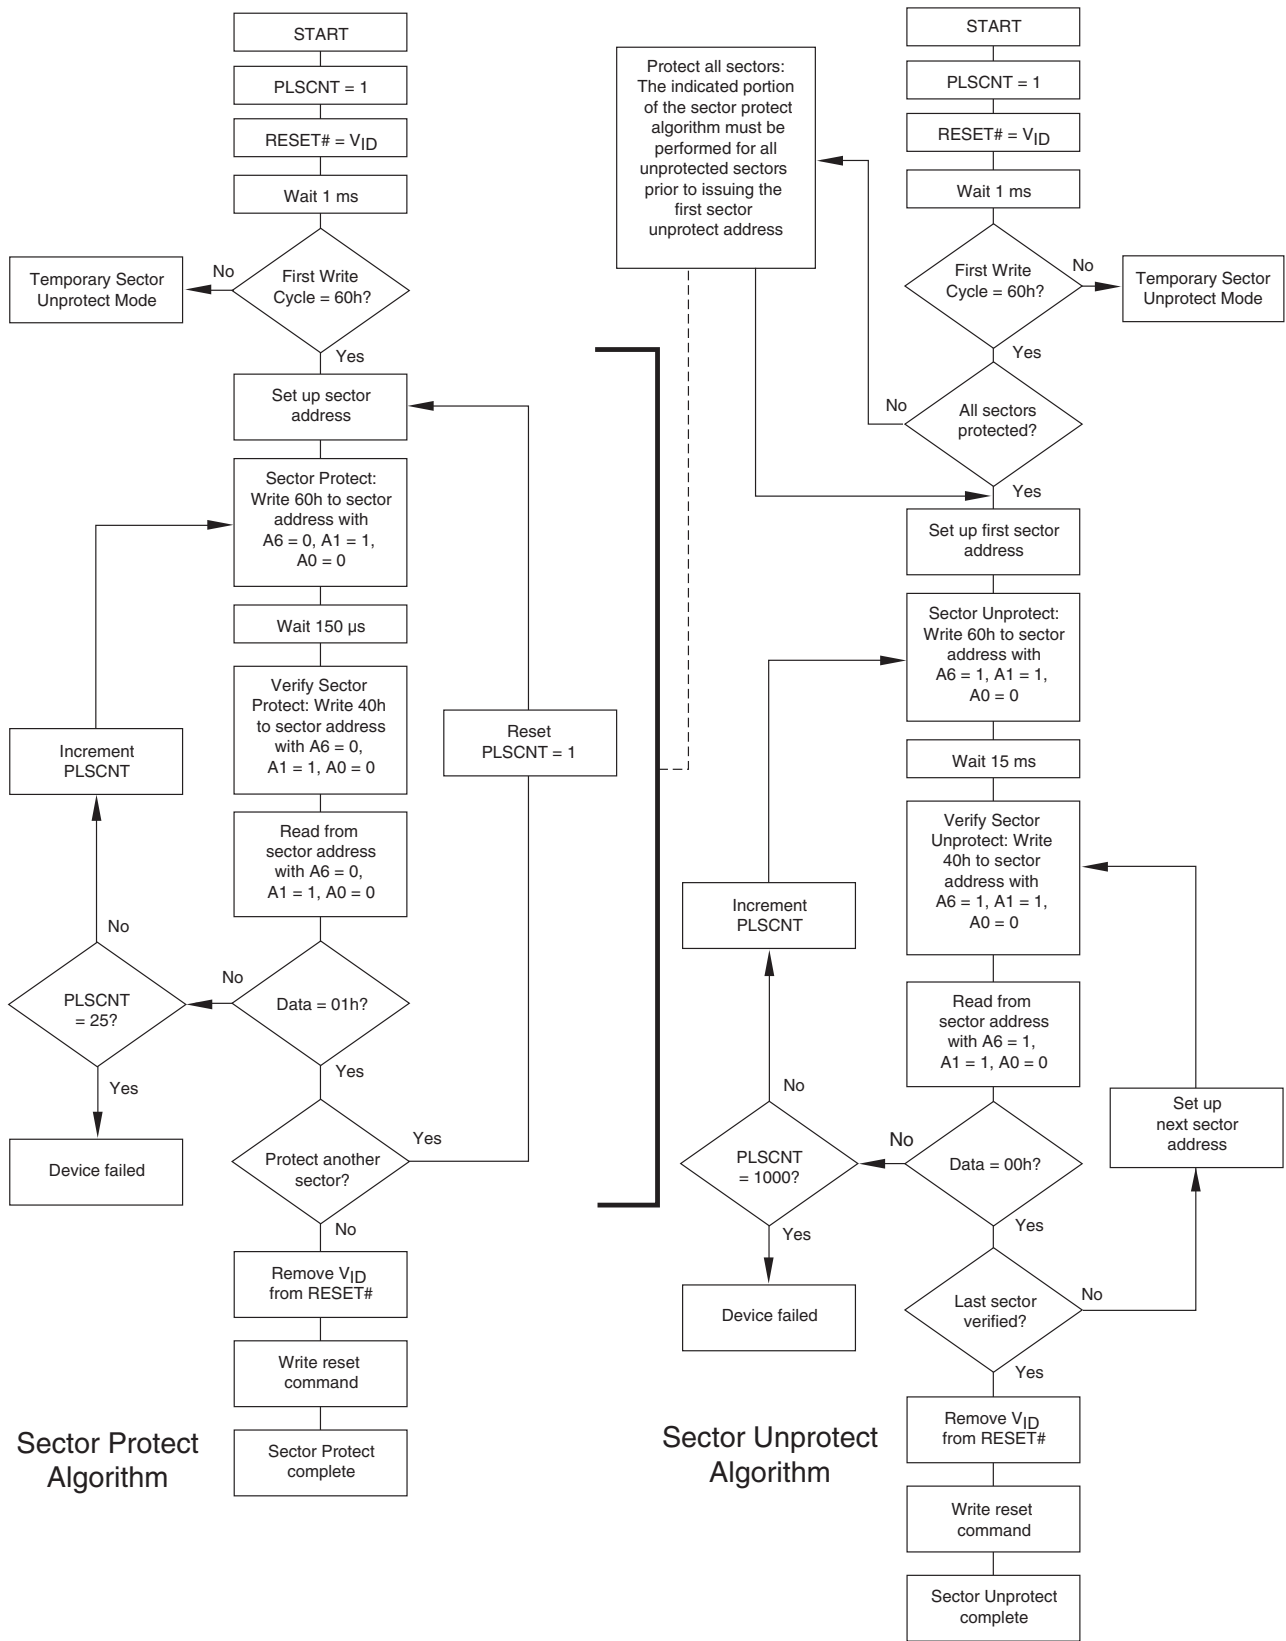 START
PLSCNT = 1
RESET# = VID
Wait 1 ms
First Write
Cycle = 60h?
No
Temporary Sector
Unprotect Mode
Yes
Set up sector
address
Sector Protect:
Write 60h to sector
address with
A6 = 0, A1 = 1,
A0 = 0
Wait 150 µs
Verify Sector
Protect: Write 40h
to sector address
with A6 = 0,
A1 = 1, A0 = 0
Reset
PLSCNT = 1
Increment
PLSCNT
Read from
sector address
with A6 = 0,
A1 = 1, A0 = 0
No
No
PLSCNT
= 25?
Data = 01h?
Yes
Yes
Device failed
Protect another
sector?
Yes
No
Remove VID
from RESET#
Write reset
command
Sector Protect
complete
Sector Protect
Algorithm
START
PLSCNT = 1
RESET# = VID
Wait 1 ms
Protect all sectors:
The indicated portion
of the sector protect
algorithm must be
performed for all
unprotected sectors
prior to issuing the
first sector
unprotect address
First Write
Cycle = 60h?
No
Temporary Sector
Unprotect Mode
Yes
No
All sectors
protected?
Yes
Set up first sector
address
Sector Unprotect:
Write 60h to sector
address with
A6 = 1, A1 = 1,
A0 = 0
Wait 15 ms
Verify Sector
Unprotect: Write
40h to sector
address with
A6 = 1, A1 = 1,
A0 = 0
Increment
PLSCNT
Read from
sector address
with A6 = 1,
A1 = 1, A0 = 0
No
No
Set up
next sector
address
PLSCNT
= 1000?
Data = 00h?
Yes
Yes
Device failed
Last sector
verified?
No
Yes
Remove VID
from RESET#
Write reset
command
Sector Unprotect
complete
Sector Unprotect
Algorithm